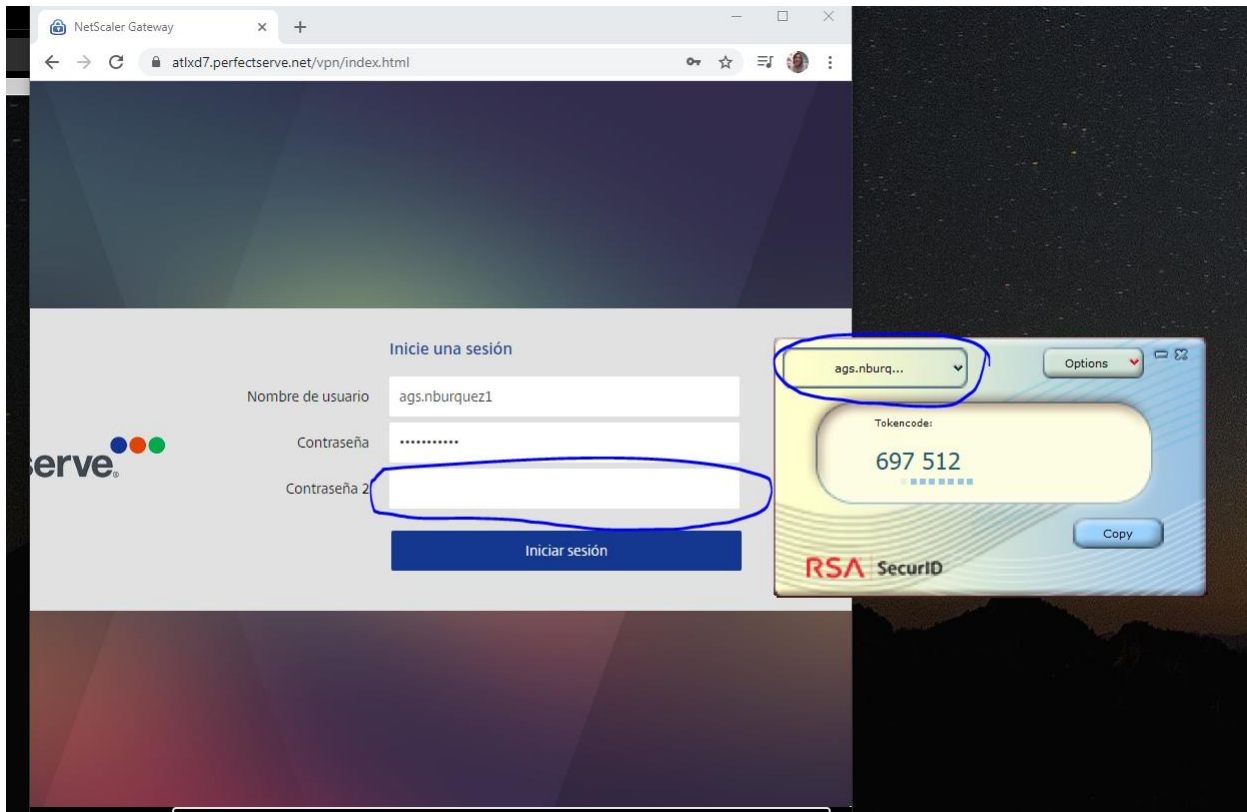 NetScaler Gateway
atlxd7.perfectserve.net/vpn/index.html
Inicie una sesión
Nombre de usuario ags.nburquez1
Contraseña •••••••••••
Contraseña 2
Iniciar sesión
serve®
ags.nburq...
Options
Tokencode:
697 512
Copy
RSA SecurID